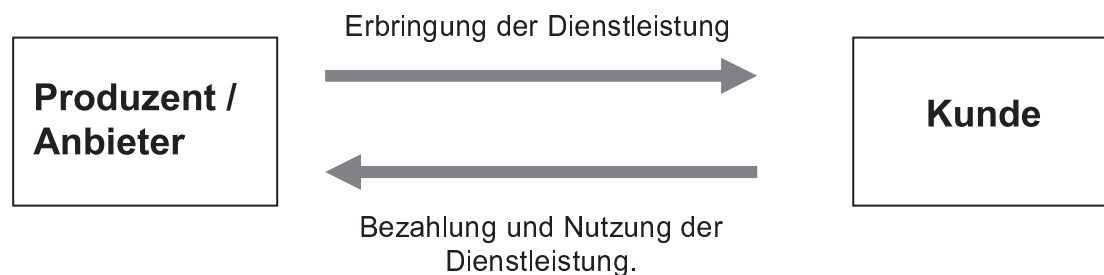 Erbringung der Dienstleistung
Produzent /
Anbieter
Kunde
Bezahlung und Nutzung der
Dienstleistung.